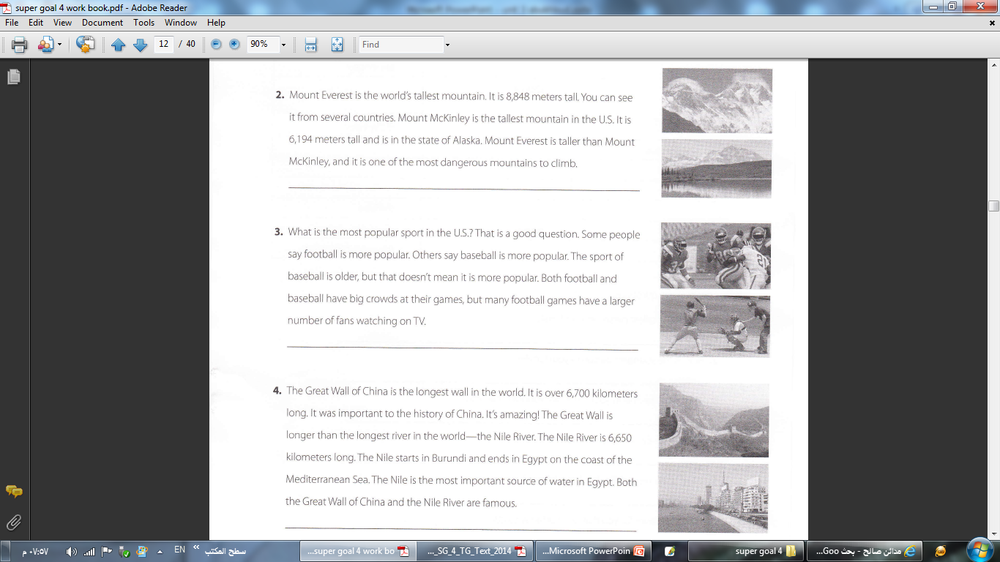 super goal 4 work book.pdf - Adobe Reader
File Edit View Document Tools Window Help
12 / 40 90% Find
2. Mount Everest is the world's tallest mountain. It is 8,848 meters tall. You can see
it from several countries. Mount McKinley is the tallest mountain in the U.S. It is
6,194 meters tall and is in the state of Alaska. Mount Everest is taller than Mount
McKinley, and it is one of the most dangerous mountains to climb.
3. What is the most popular sport in the U.S.? That is a good question. Some people
say football is more popular. Others say baseball is more popular. The sport of
baseball is older, but that doesn't mean it is more popular. Both football and
baseball have big crowds at their games, but many football games have a larger
number of fans watching on TV.
4. The Great Wall of China is the longest wall in the world. It is over 6,700 kilometers
long. It was important to the history of China. It's amazing! The Great Wall is
longer than the longest river in the world—the Nile River. The Nile River is 6,650
kilometers long. The Nile starts in Burundi and ends in Egypt on the coast of the
Mediterranean Sea. The Nile is the most important source of water in Egypt. Both
the Great Wall of China and the Nile River are famous.
٠٧:٥٧ م EN سطح المكتب ...super goal 4 work bo ..._SG_4_TG_Text_2014 ...Microsoft PowerPoin super goal 4 مدائن صالح - بحث Goo...